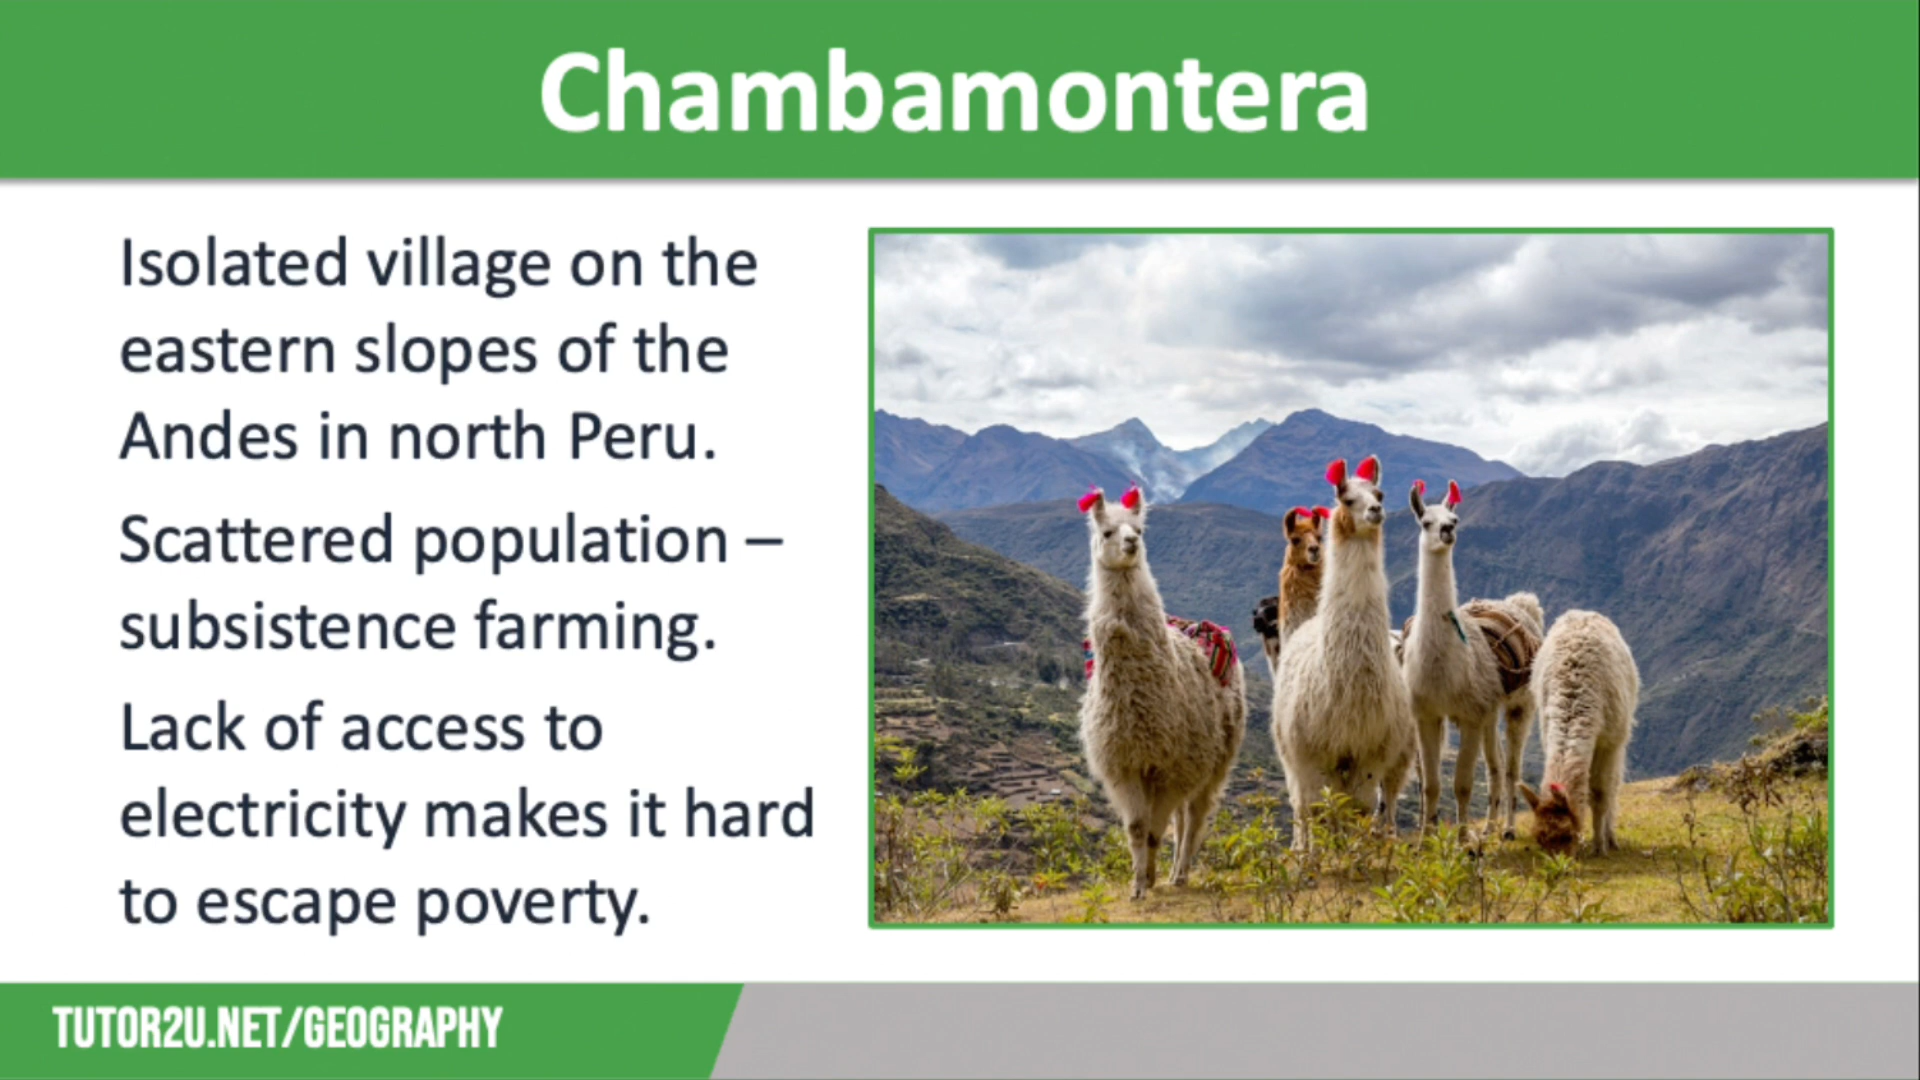 Chambamontera
Isolated village on the
eastern slopes of the
Andes in north Peru.
Scattered population –
subsistence farming.
Lack of access to
electricity makes it hard
to escape poverty.
TUTOR2U.NET/GEOGRAPHY